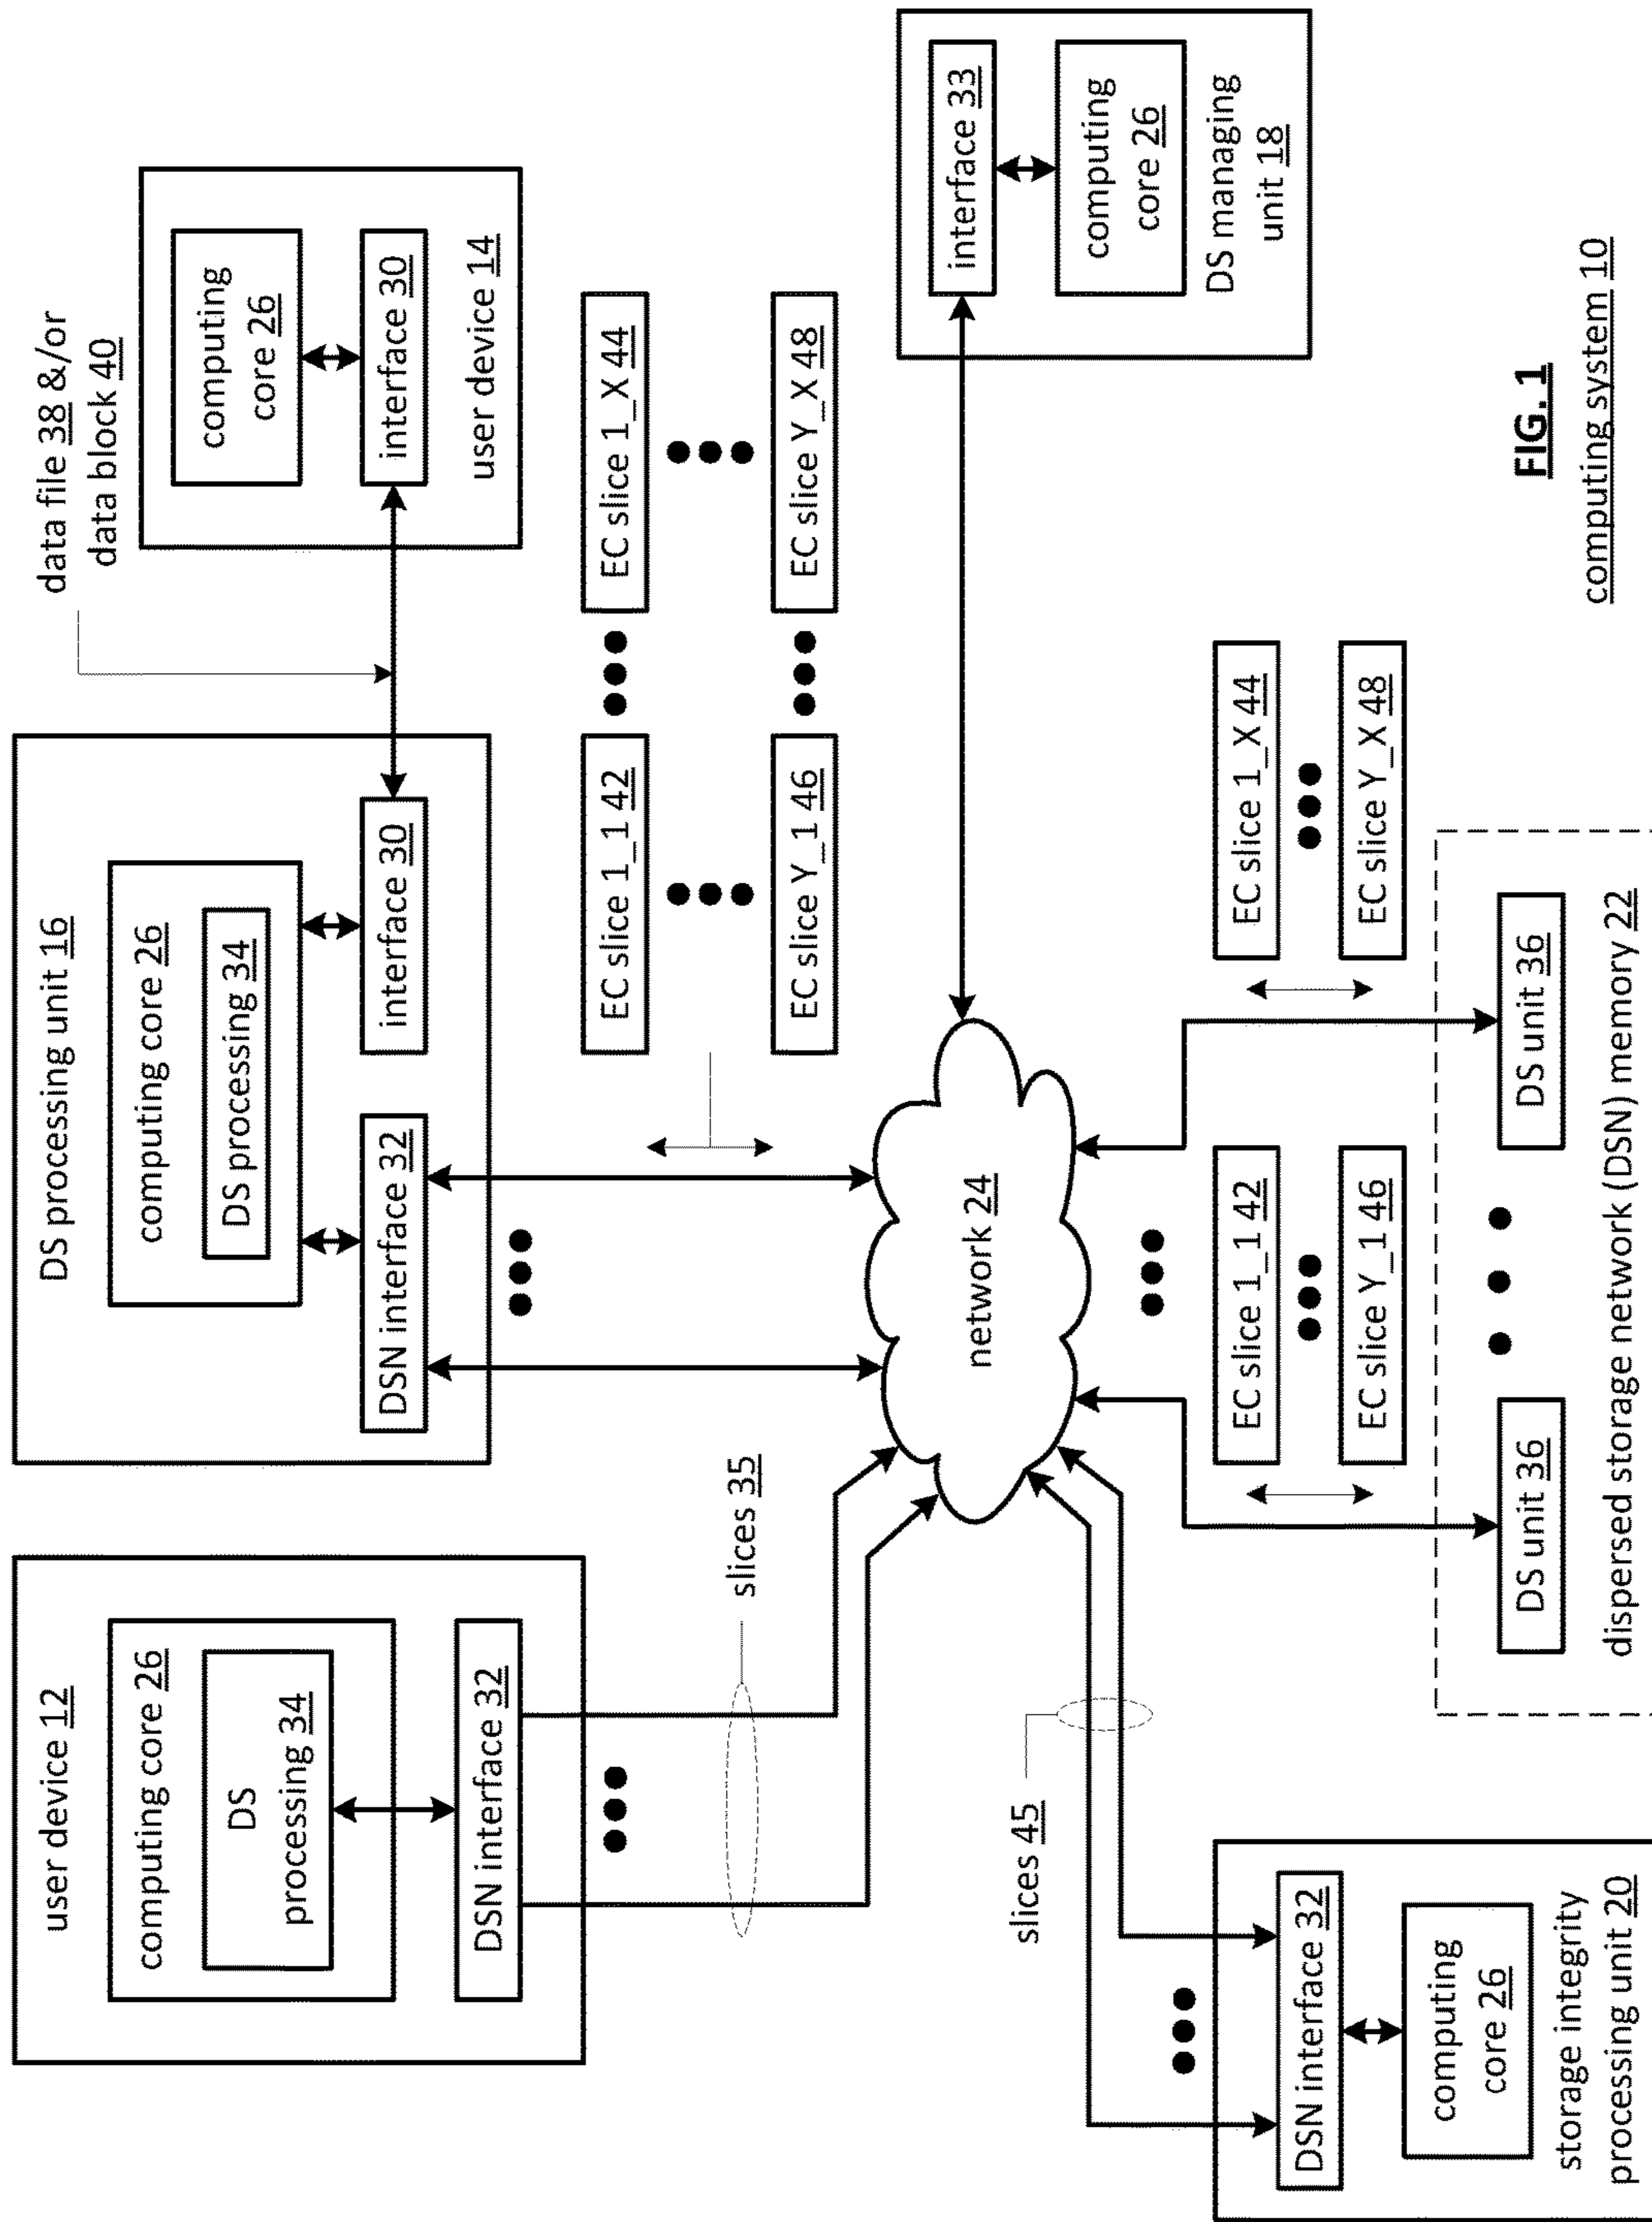 user device 12
computing core 26
DS
processing 34
DSN interface 32
slices 35
DS processing unit 16
computing core 26
DS processing 34
DSN interface 32
interface 30
data file 38 &/or
data block 40
computing
core 26
interface 30
user device 14
EC slice 1_1 42
EC slice 1_X 44
EC slice Y_1 46
EC slice Y_X 48
network 24
interface 33
computing
core 26
DS managing
unit 18
slices 45
DSN interface 32
computing
core 26
storage integrity
processing unit 20
EC slice 1_1 42
EC slice Y_1 46
EC slice 1_X 44
EC slice Y_X 48
DS unit 36
DS unit 36
dispersed storage network (DSN) memory 22
FIG. 1
computing system 10